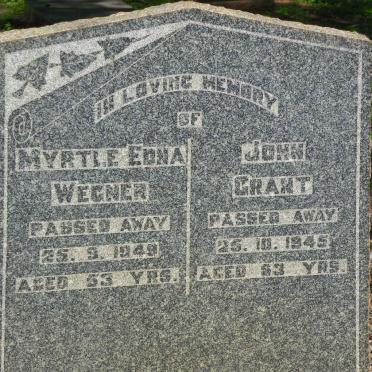 IN LOVING MEMORY
OF
MYRTLE EDNA
WEGNER
PASSED AWAY
25. 9. 1949
AGED 53 YRS.
JOHN
GRANT
PASSED AWAY
25. 10. 1945
AGED 63 YRS.